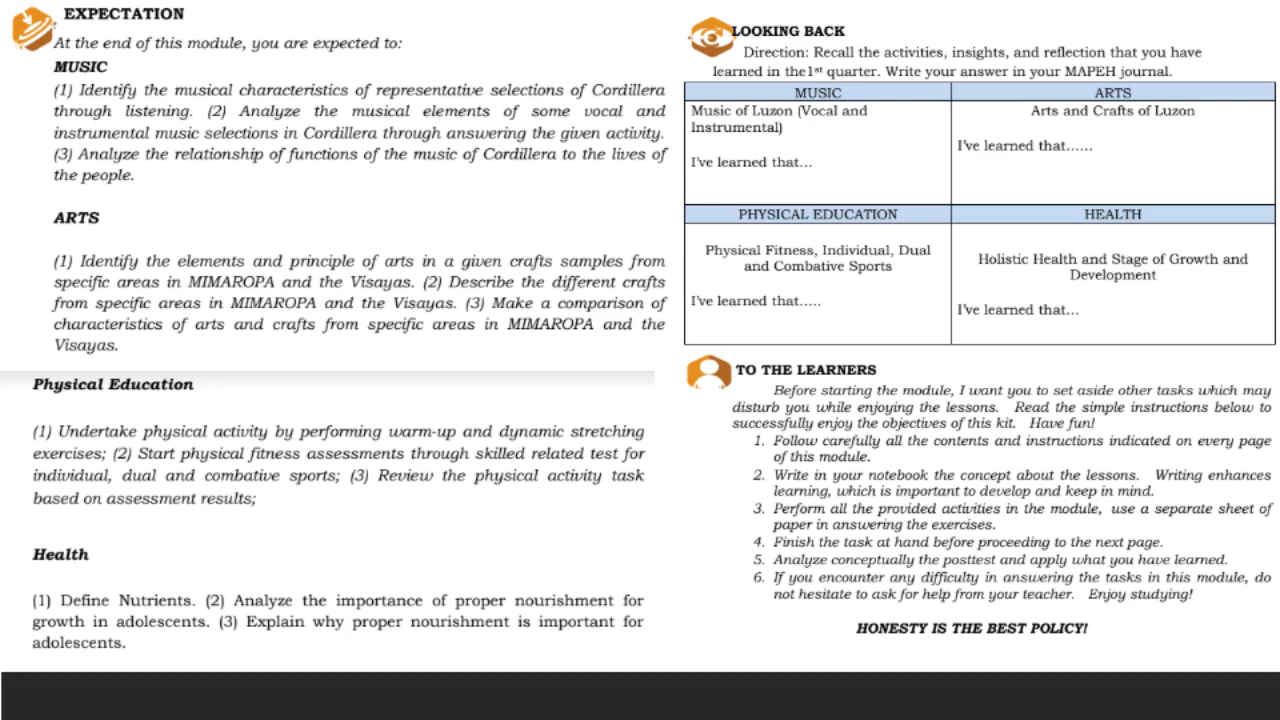 EXPECTATION
At the end of this module, you are expected to:
MUSIC
(1) Identify the musical characteristics of representative selections of Cordillera
through listening. (2) Analyze the musical elements of some vocal and
instrumental music selections in Cordillera through answering the given activity.
(3) Analyze the relationship of functions of the music of Cordillera to the lives of
the people.
ARTS
(1) Identify the elements and principle of arts in a given crafts samples from
specific areas in MIMAROPA and the Visayas. (2) Describe the different crafts
from specific areas in MIMAROPA and the Visayas. (3) Make a comparison of
characteristics of arts and crafts from specific areas in MIMAROPA and the
Visayas.
Physical Education
(1) Undertake physical activity by performing warm-up and dynamic stretching
exercises; (2) Start physical fitness assessments through skilled related test for
individual, dual and combative sports; (3) Review the physical activity task
based on assessment results;
Health
(1) Define Nutrients. (2) Analyze the importance of proper nourishment for
growth in adolescents. (3) Explain why proper nourishment is important for
adolescents.
LOOKING BACK
Direction: Recall the activities, insights, and reflection that you have
learned in the1st quarter. Write your answer in your MAPEH journal.
MUSIC
Music of Luzon (Vocal and
Instrumental)
I've learned that...
ARTS
Arts and Crafts of Luzon
I've learned that......
PHYSICAL EDUCATION
Physical Fitness, Individual, Dual
and Combative Sports
I've learned that.....
HEALTH
Holistic Health and Stage of Growth and
Development
I've learned that...
TO THE LEARNERS
Before starting the module, I want you to set aside other tasks which may
disturb you while enjoying the lessons. Read the simple instructions below to
successfully enjoy the objectives of this kit. Have fun!
1. Follow carefully all the contents and instructions indicated on every page
of this module.
2. Write in your notebook the concept about the lessons. Writing enhances
learning, which is important to develop and keep in mind.
3. Perform all the provided activities in the module, use a separate sheet of
paper in answering the exercises.
4. Finish the task at hand before proceeding to the next page.
5. Analyze conceptually the posttest and apply what you have learned.
6. If you encounter any difficulty in answering the tasks in this module, do
not hesitate to ask for help from your teacher. Enjoy studying!
HONESTY IS THE BEST POLICY!